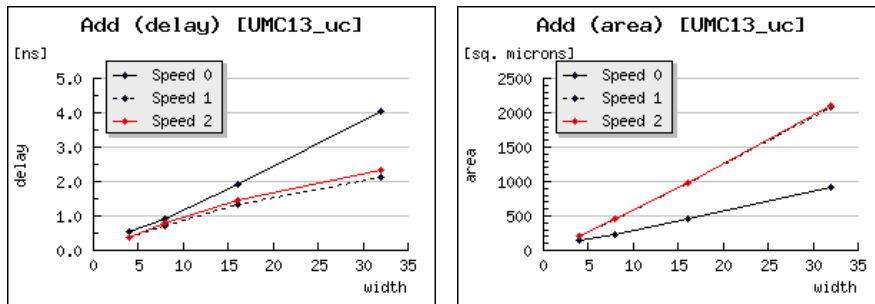 Add (delay) [UMC13_uc]
[ns]
Speed 0
Speed 1
Speed 2
5.0
4.0
3.0
2.0
1.0
0.0
delay
0 5 10 15 20 25 30 35
width
Add (area) [UMC13_uc]
[sq. microns]
Speed 0
Speed 1
Speed 2
2500
2000
1500
1000
500
0
area
0 5 10 15 20 25 30 35
width